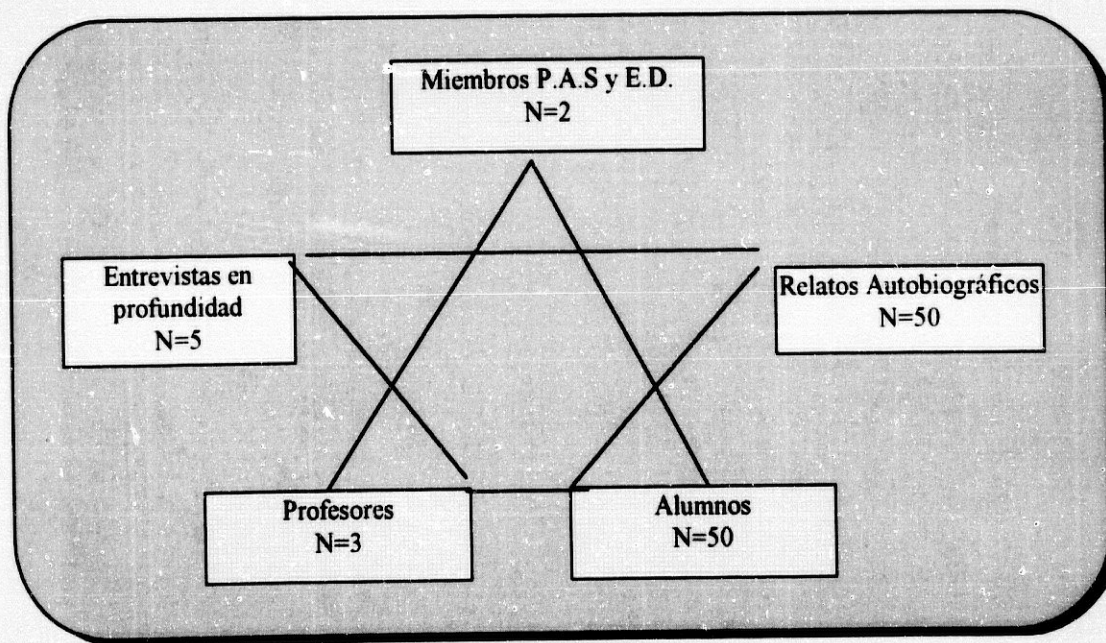 Miembros P.A.S y E.D.
N=2
Entrevistas en
profundidad
N=5
Relatos Autobiográficos
N=50
Profesores
N=3
Alumnos
N=50